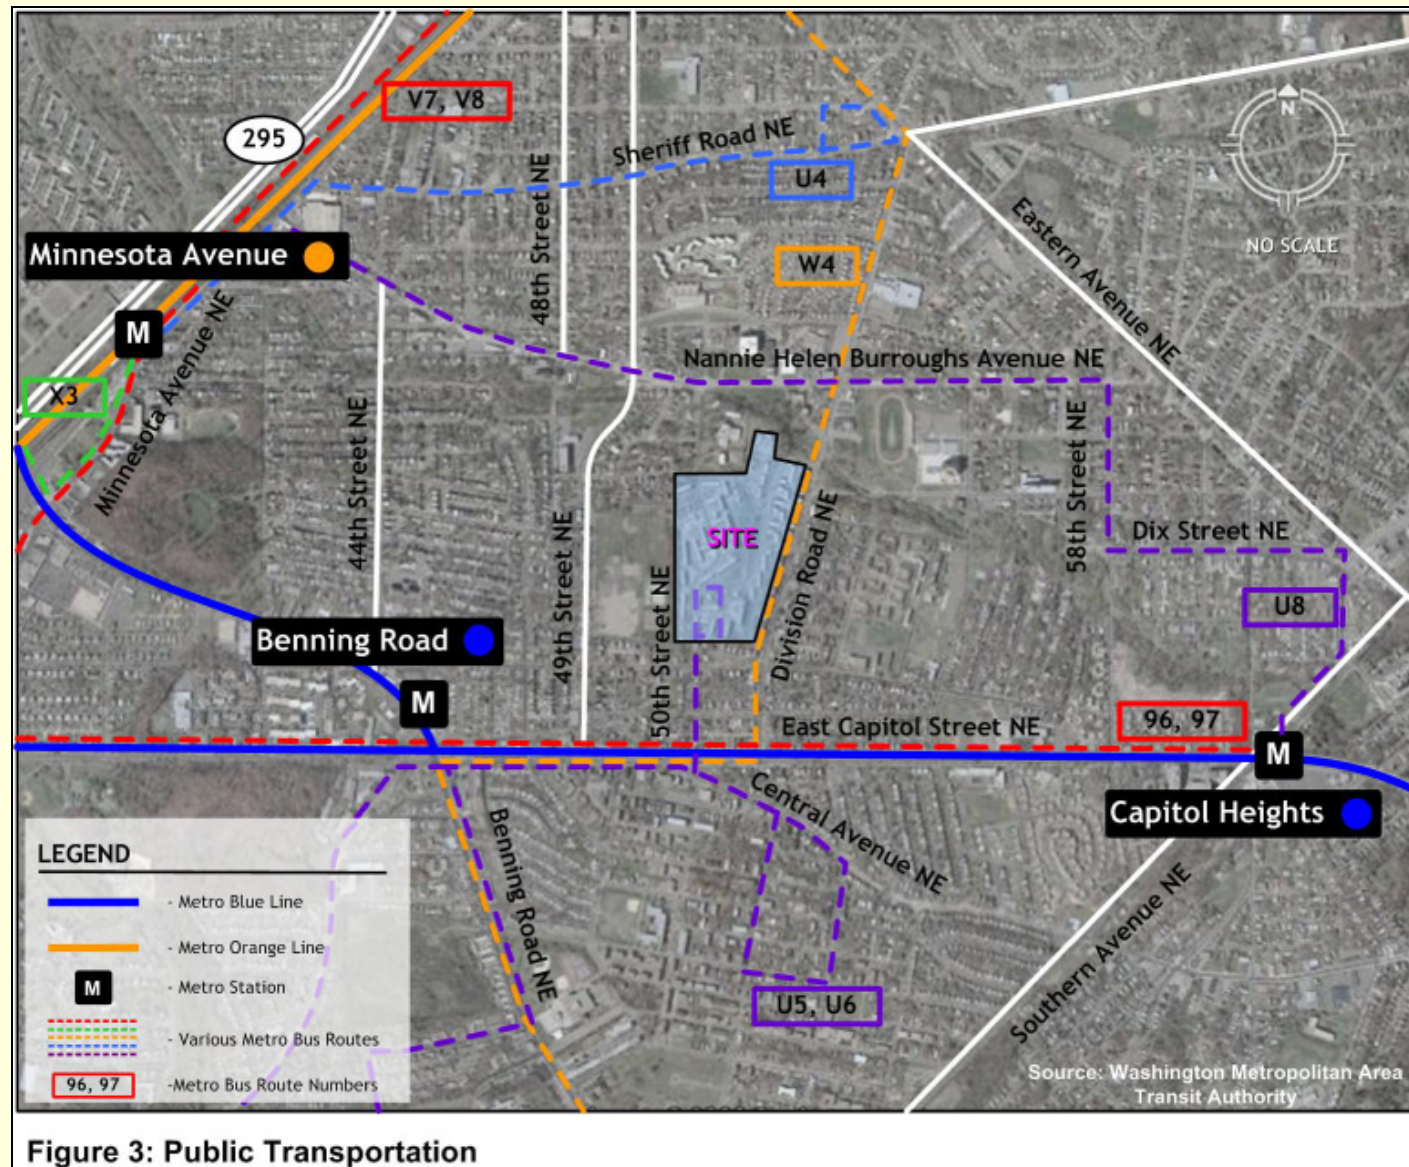 V7, V8
295
Sheriff Road NE
U4
48th Street NE
Minnesota Avenue
W4
Eastern Avenue NE
N
NO SCALE
M
X3
Minnesota Avenue NE
Nannie Helen Burroughs Avenue NE
44th Street NE
58th Street NE
Dix Street NE
SITE
Division Road NE
49th Street NE
50th Street NE
U8
Benning Road
M
East Capitol Street NE
96, 97
M
Capitol Heights
Central Avenue NE
Benning Road NE
U5, U6
Southern Avenue NE
LEGEND
- Metro Blue Line
- Metro Orange Line
M - Metro Station
- Various Metro Bus Routes
96, 97 -Metro Bus Route Numbers
Source: Washington Metropolitan Area
Transit Authority
Figure 3: Public Transportation